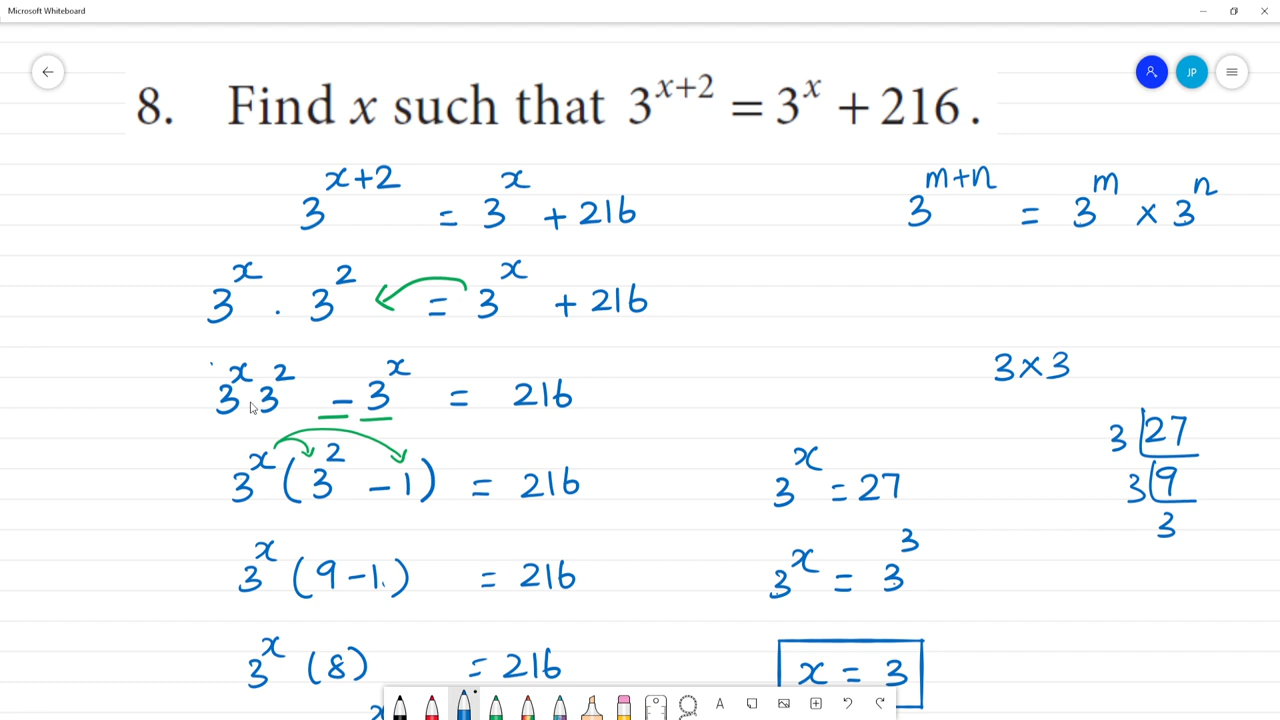 Microsoft Whiteboard
JP
8. Find x such that 3^{x+2} = 3^x + 216.
3^{x+2} = 3^x + 216
3^{m+n} = 3^m × 3^n
3^x · 3^2 = 3^x + 216
3^x 3^2 - 3^x = 216
3^x (3^2 - 1) = 216
3^x (9 - 1) = 216
3^x (8) = 216
x
3 × 3
3 | 27
3 | 9
3
3^x = 27
3^x = 3^3
x = 3
A